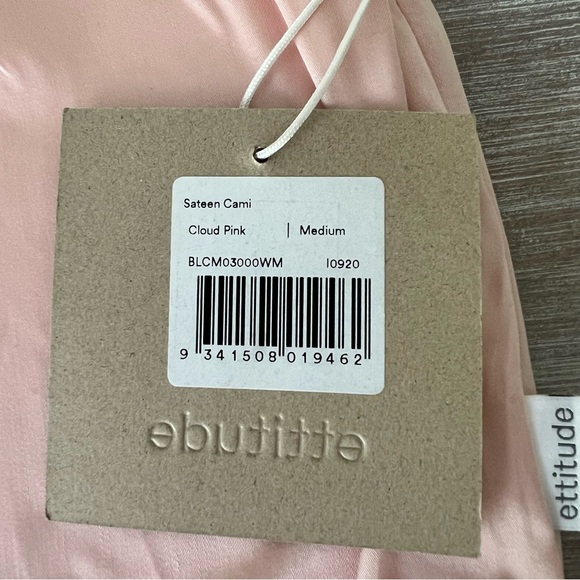 Sateen Cami
Cloud Pink | Medium
BLCM03000WM I0920
9 341508 019462
ettitude
ettitude